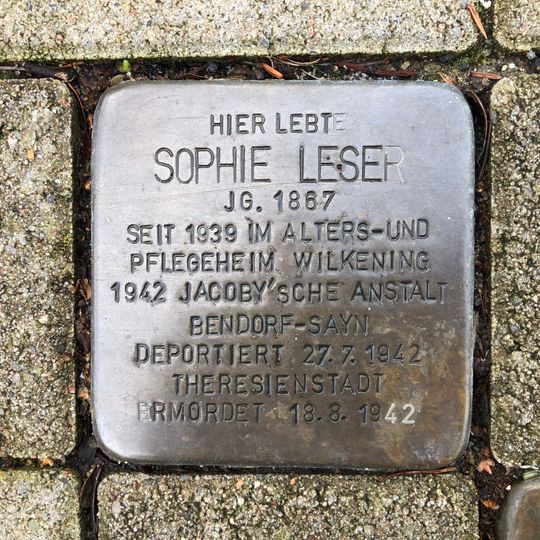 HIER LEBTE
SOPHIE LESER
JG. 1867
SEIT 1939 IM ALTERS-UND
PFLEGEHEIM WILKENING
1942 JACOBY'SCHE ANSTALT
BENDORF-SAYN
DEPORTIERT 27.7.1942
THERESIENSTADT
ERMORDET 18.8.1942